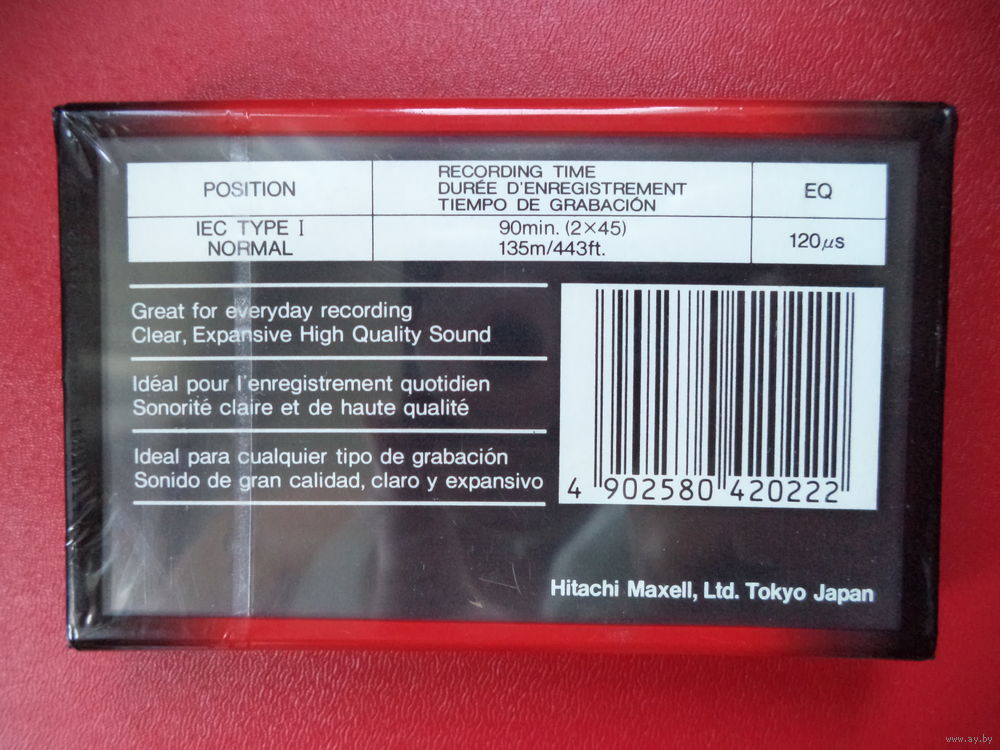 POSITION
RECORDING TIME
DURÉE D'ENREGISTREMENT
TIEMPO DE GRABACIÓN
EQ
IEC TYPE I
NORMAL
90min. (2×45)
135m/443ft.
120μs
Great for everyday recording
Clear, Expansive High Quality Sound
Idéal pour l'enregistrement quotidien
Sonorité claire et de haute qualité
Ideal para cualquier tipo de grabación
Sonido de gran calidad, claro y expansivo
4 902580 420222
Hitachi Maxell, Ltd. Tokyo Japan
www.ay.by